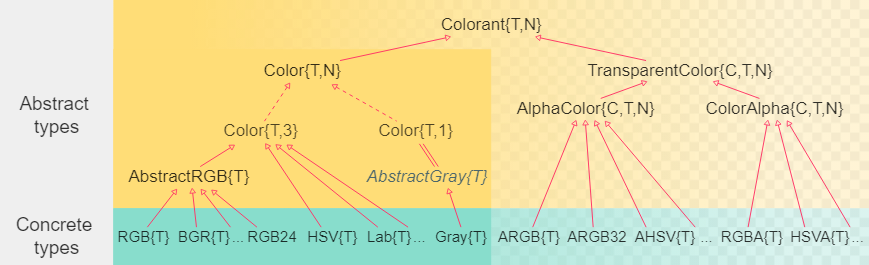 Colorant{T,N}
Color{T,N}
TransparentColor{C,T,N}
Abstract
types
AlphaColor{C,T,N}
ColorAlpha{C,T,N}
Color{T,3}
Color{T,1}
AbstractRGB{T}
AbstractGray{T}
Concrete
types
RGB{T} BGR{T}... RGB24 HSV{T} Lab{T}... Gray{T} ARGB{T} ARGB32 AHSV{T} ... RGBA{T} HSVA{T} ...